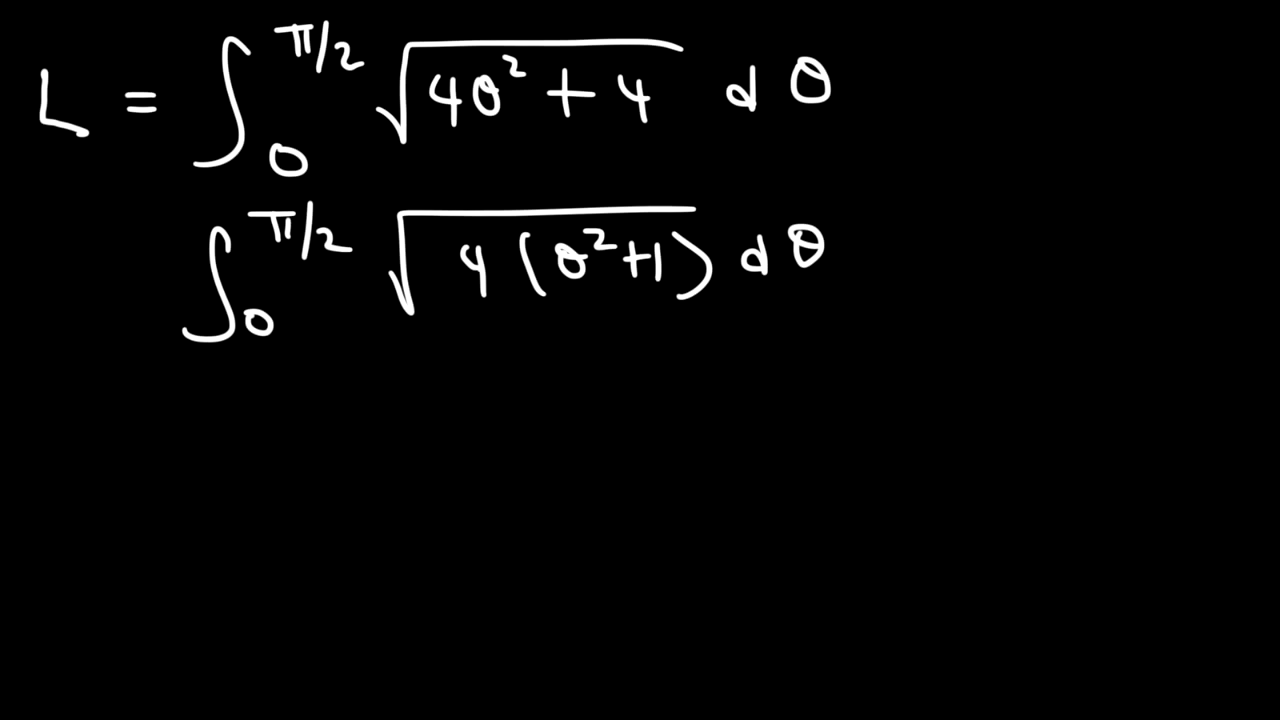 L = ∫₀^π/2 √(4θ² + 4) dθ
∫₀^π/2 √(4(θ²+1)) dθ